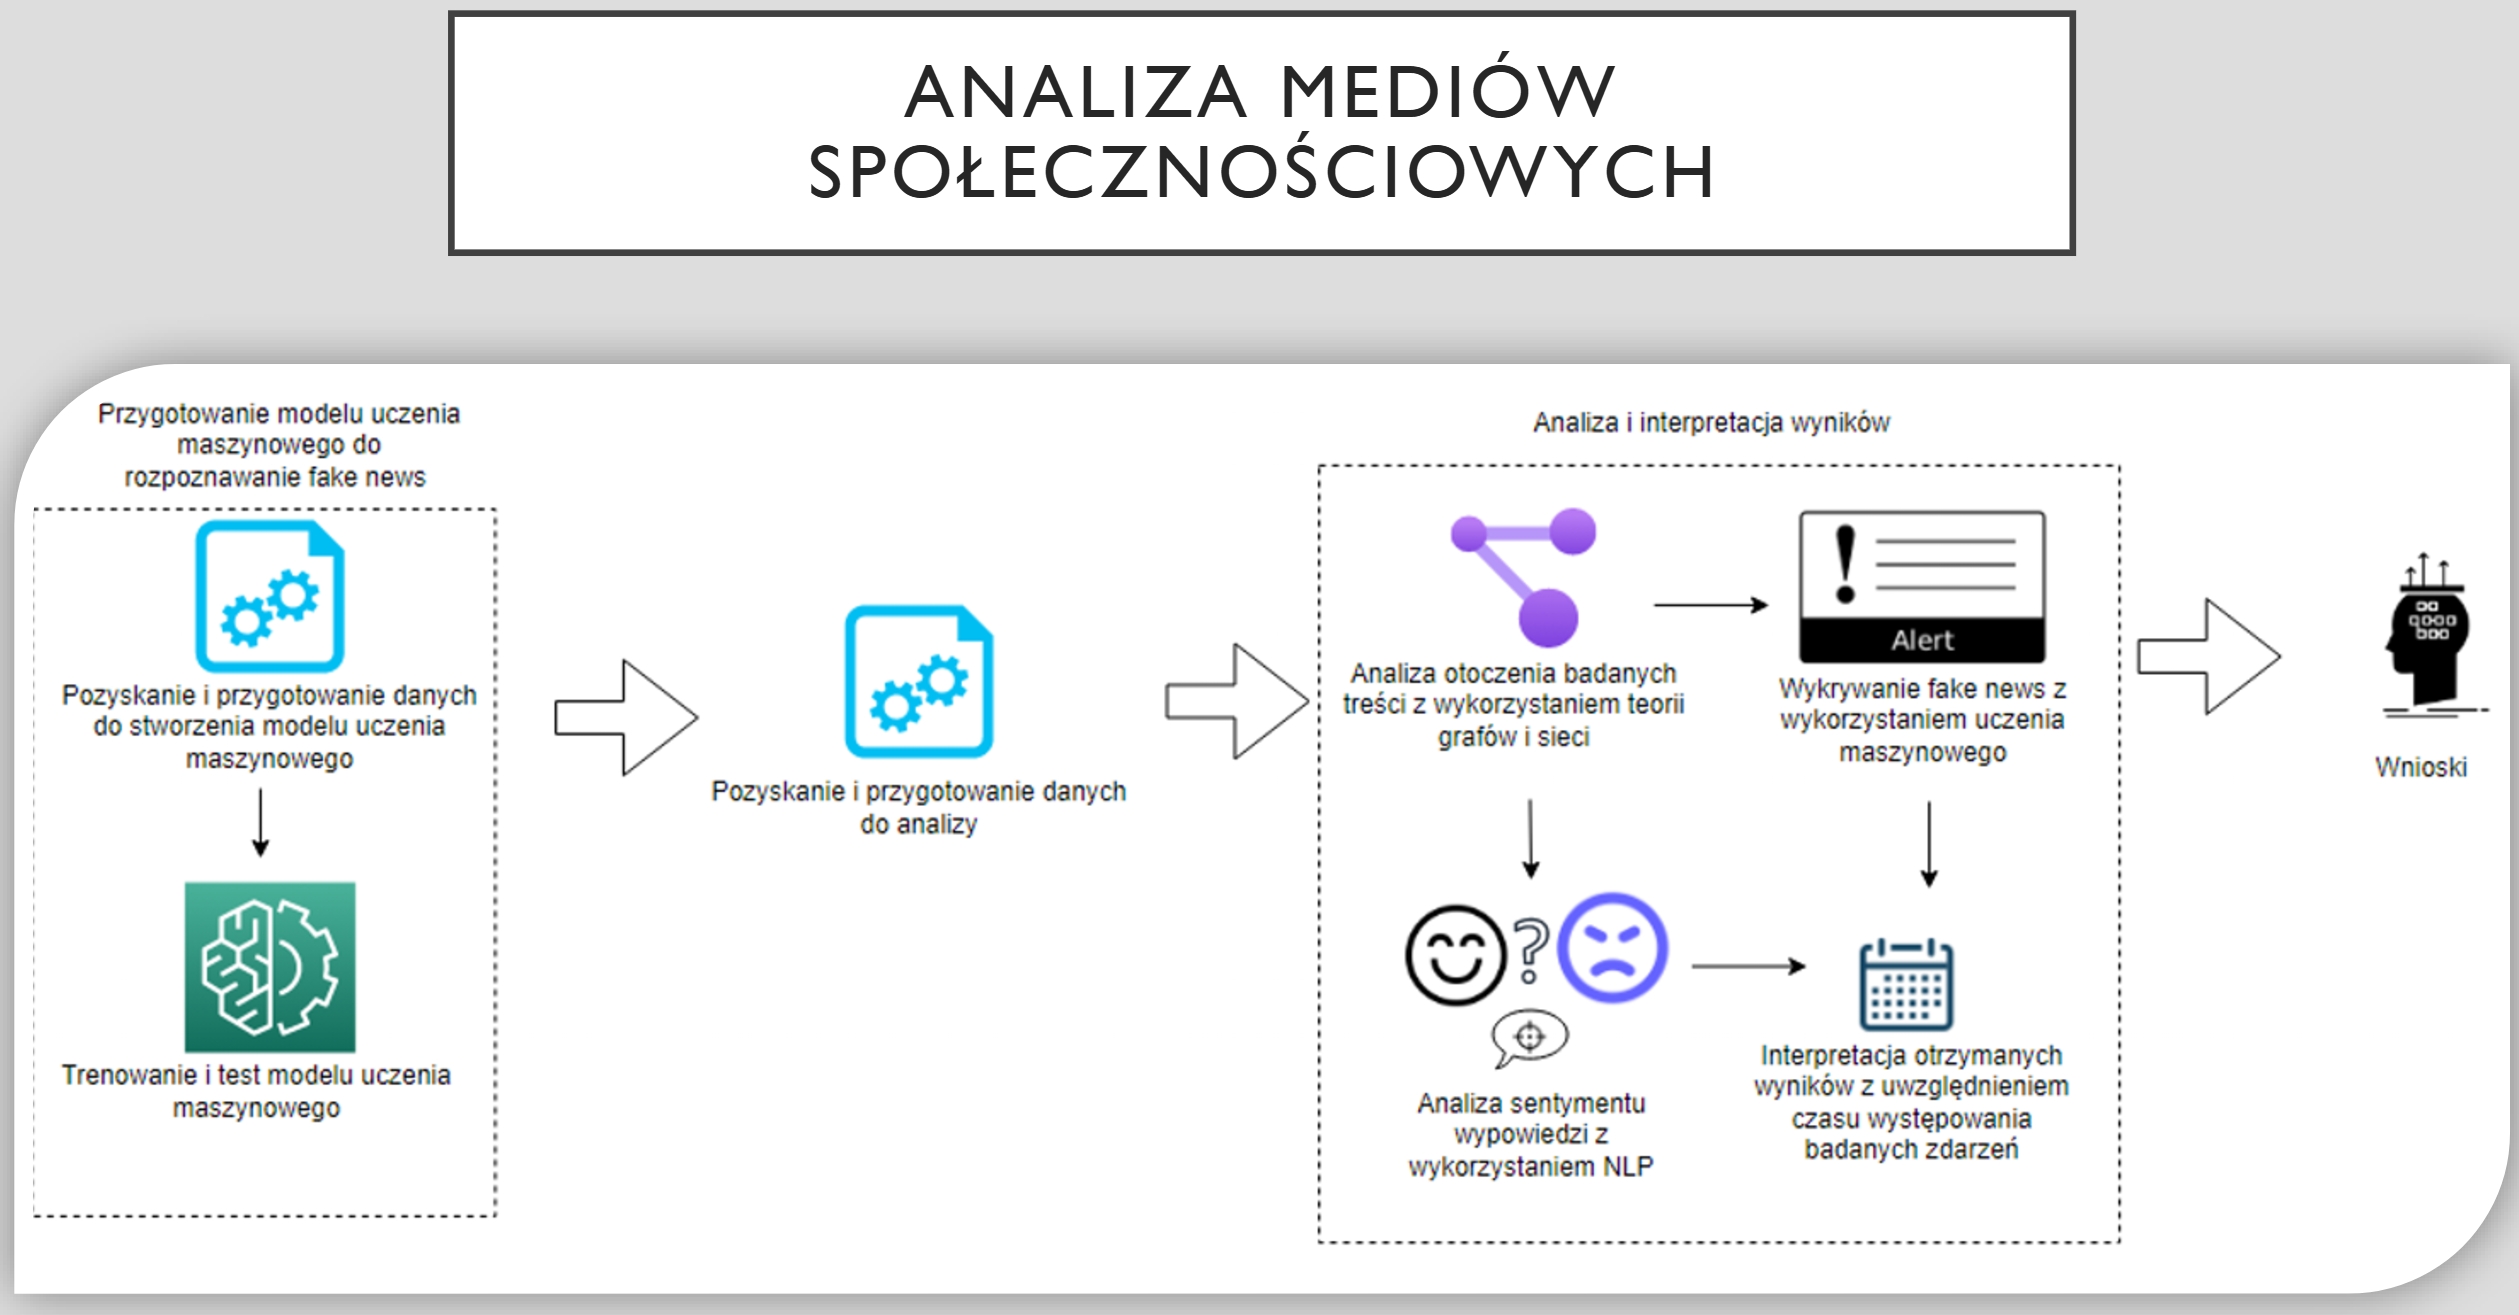 ANALIZA MEDIÓW
SPOŁECZNOŚCIOWYCH
Przygotowanie modelu uczenia
maszynowego do
rozpoznawanie fake news
Pozyskanie i przygotowanie danych
do stworzenia modelu uczenia
maszynowego
Trenowanie i test modelu uczenia
maszynowego
Pozyskanie i przygotowanie danych
do analizy
Analiza i interpretacja wyników
Analiza otoczenia badanych
treści z wykorzystaniem teorii
grafów i sieci
Alert
Wykrywanie fake news z
wykorzystaniem uczenia
maszynowego
?
Analiza sentymentu
wypowiedzi z
wykorzystaniem NLP
Interpretacja otrzymanych
wyników z uwzględnieniem
czasu występowania
badanych zdarzeń
Wnioski